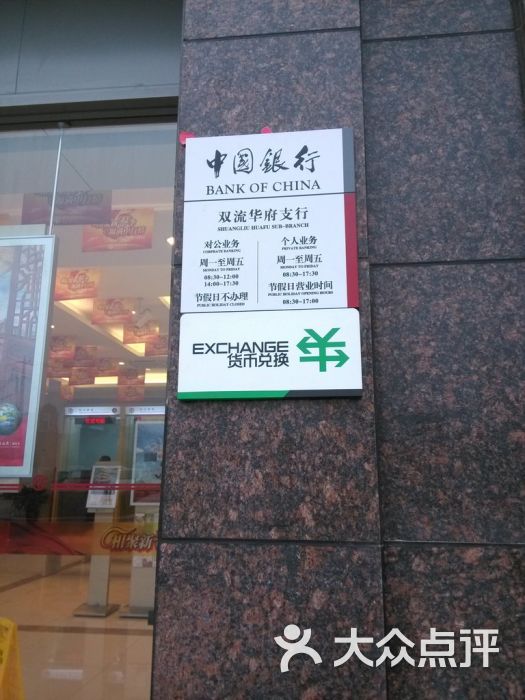 中国銀行
BANK OF CHINA
双流华府支行
SHUANGLIU HUAFU SUB-BRANCH
对公业务
CORPORATE BANKING
周一至周五
MONDAY TO FRIDAY
08:30-12:00
14:00-17:30
节假日不办理
PUBLIC HOLIDAY CLOSED
个人业务
PRIVATE BANKING
周一至周五
MONDAY TO FRIDAY
08:30-17:30
节假日营业时间
PUBLIC HOLIDAY OPENING HOURS
08:30-17:00
EXCHANGE
货币兑换
大众点评